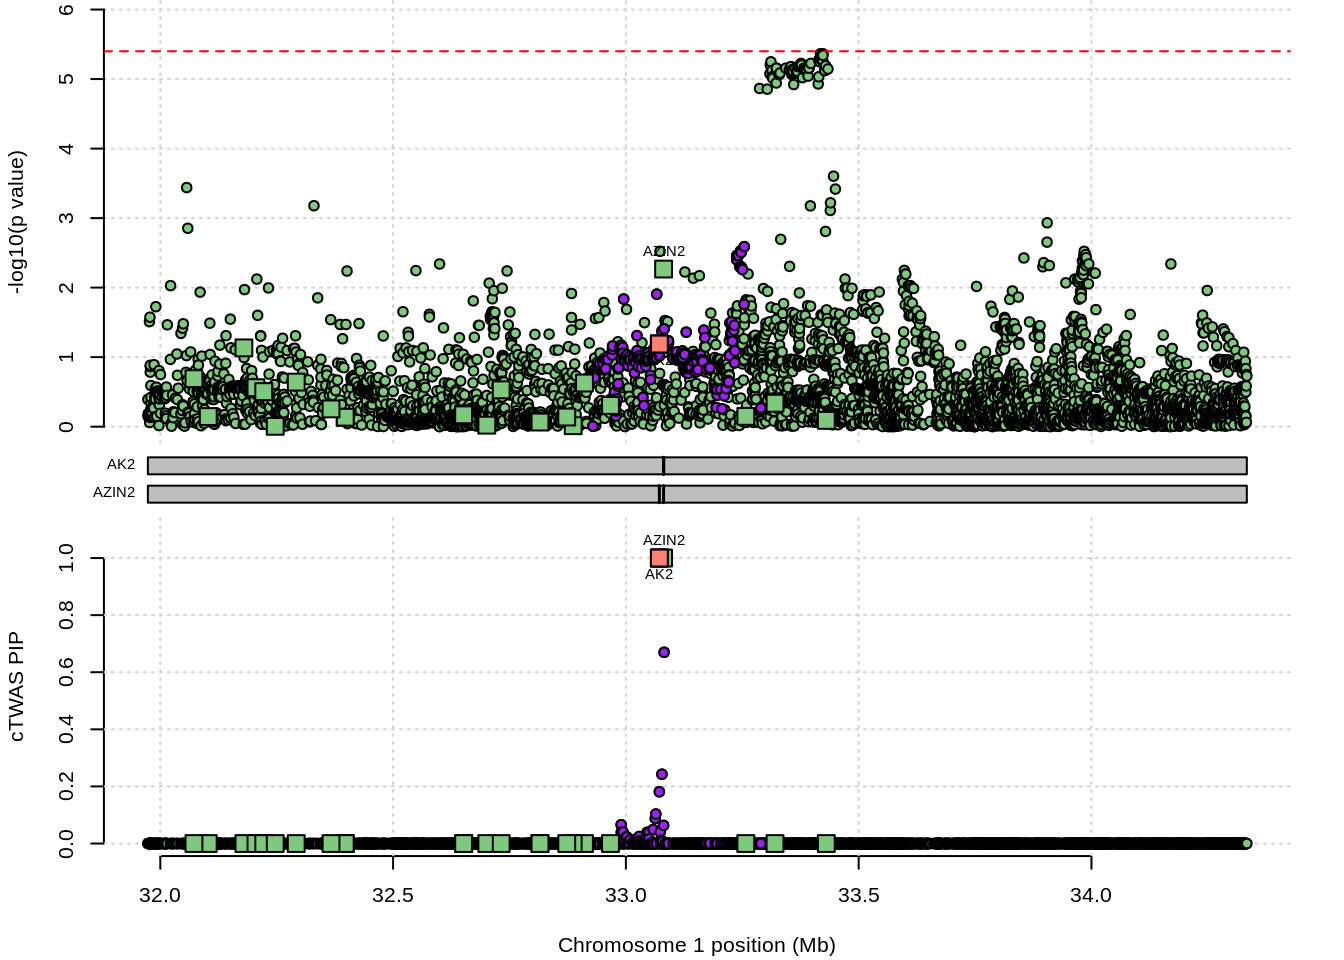 6
5
4
3
2
1
0
-log10(p value)
AZIN2
AK2
AZIN2
AZIN2
AK2
1.0
0.8
0.6
0.4
0.2
0.0
cTWAS PIP
32.0 32.5 33.0 33.5 34.0
Chromosome 1 position (Mb)